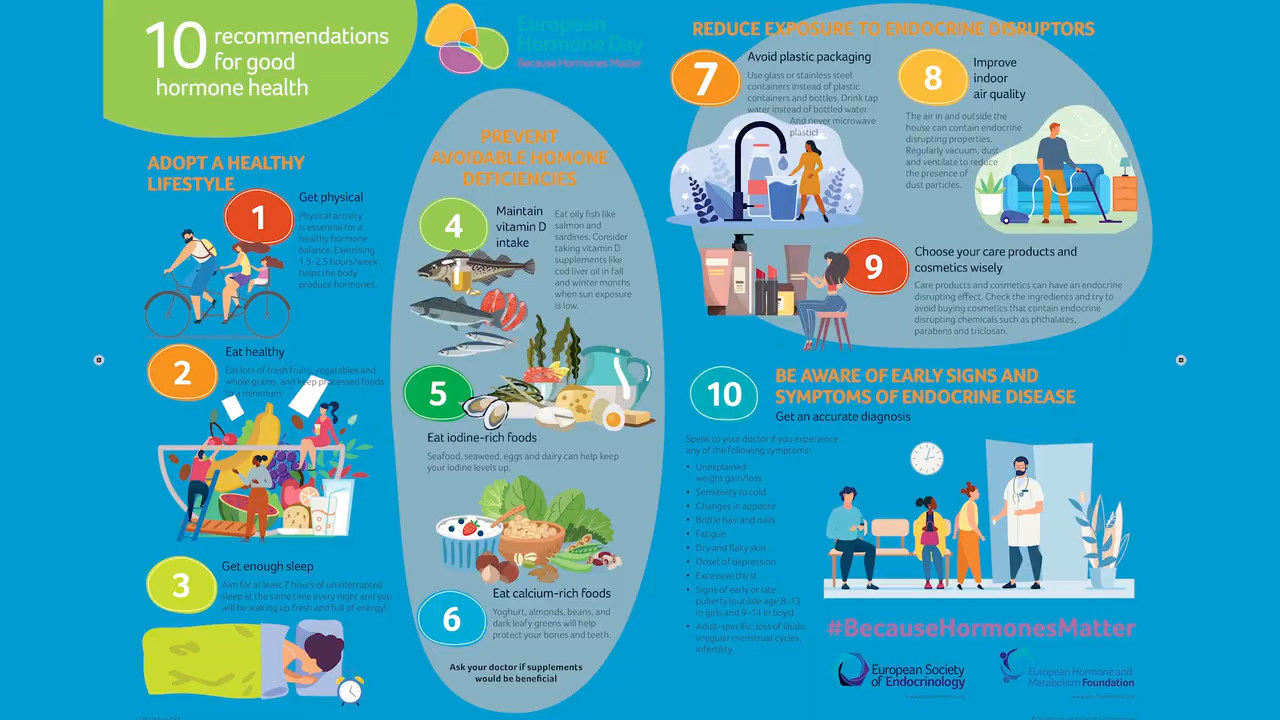 10 recommendations
for good
hormone health
European
Hormone Day
Because Hormones Matter
ADOPT A HEALTHY
LIFESTYLE
1
Get physical
Physical activity
is essential for a
healthy hormone
balance. Exercising
1.5-2.5 hours/week
helps the body
produce hormones.
2
Eat healthy
Eat lots of fresh fruits, vegetables and
whole grains, and keep processed foods
to a minimum.
3
Get enough sleep
Aim for at least 7 hours of uninterrupted
sleep at the same time every night and you
will be waking up fresh and full of energy!
PREVENT
AVOIDABLE HOMONE
DEFICIENCIES
4
Maintain
vitamin D
intake
Eat oily fish like
salmon and
sardines. Consider
taking vitamin D
supplements like
cod liver oil in fall
and winter months
when sun exposure
is low.
5
Eat iodine-rich foods
Seafood, seaweed, eggs and dairy can help keep
your iodine levels up.
6
Eat calcium-rich foods
Yoghurt, almonds, beans, and
dark leafy greens will help
protect your bones and teeth.
Ask your doctor if supplements
would be beneficial
REDUCE EXPOSURE TO ENDOCRINE DISRUPTORS
7
Avoid plastic packaging
Use glass or stainless steel
containers instead of plastic
containers and bottles. Drink tap
water instead of bottled water.
And never microwave
plastic!
8
Improve
indoor
air quality
The air in and outside the
house can contain endocrine
disrupting properties.
Regularly vacuum, dust
and ventilate to reduce
the presence of
dust particles.
9
Choose your care products and
cosmetics wisely
Care products and cosmetics can have an endocrine
disrupting effect. Check the ingredients and try to
avoid buying cosmetics that contain endocrine
disrupting chemicals such as phthalates,
parabens and triclosan.
10
BE AWARE OF EARLY SIGNS AND
SYMPTOMS OF ENDOCRINE DISEASE
Get an accurate diagnosis
Speak to your doctor if you experience
any of the following symptoms:
• Unexplained
weight gain/loss
• Sensitivity to cold
• Changes in appetite
• Brittle hair and nails
• Fatigue
• Dry and flaky skin
• Onset of depression
• Excessive thirst
• Signs of early or late
puberty (outside age 8-13
in girls and 9-14 in boys)
• Adult-specific: loss of libido,
irregular menstrual cycles,
infertility
#BecauseHormonesMatter
European Society
of Endocrinology
European Hormone and
Metabolism Foundation